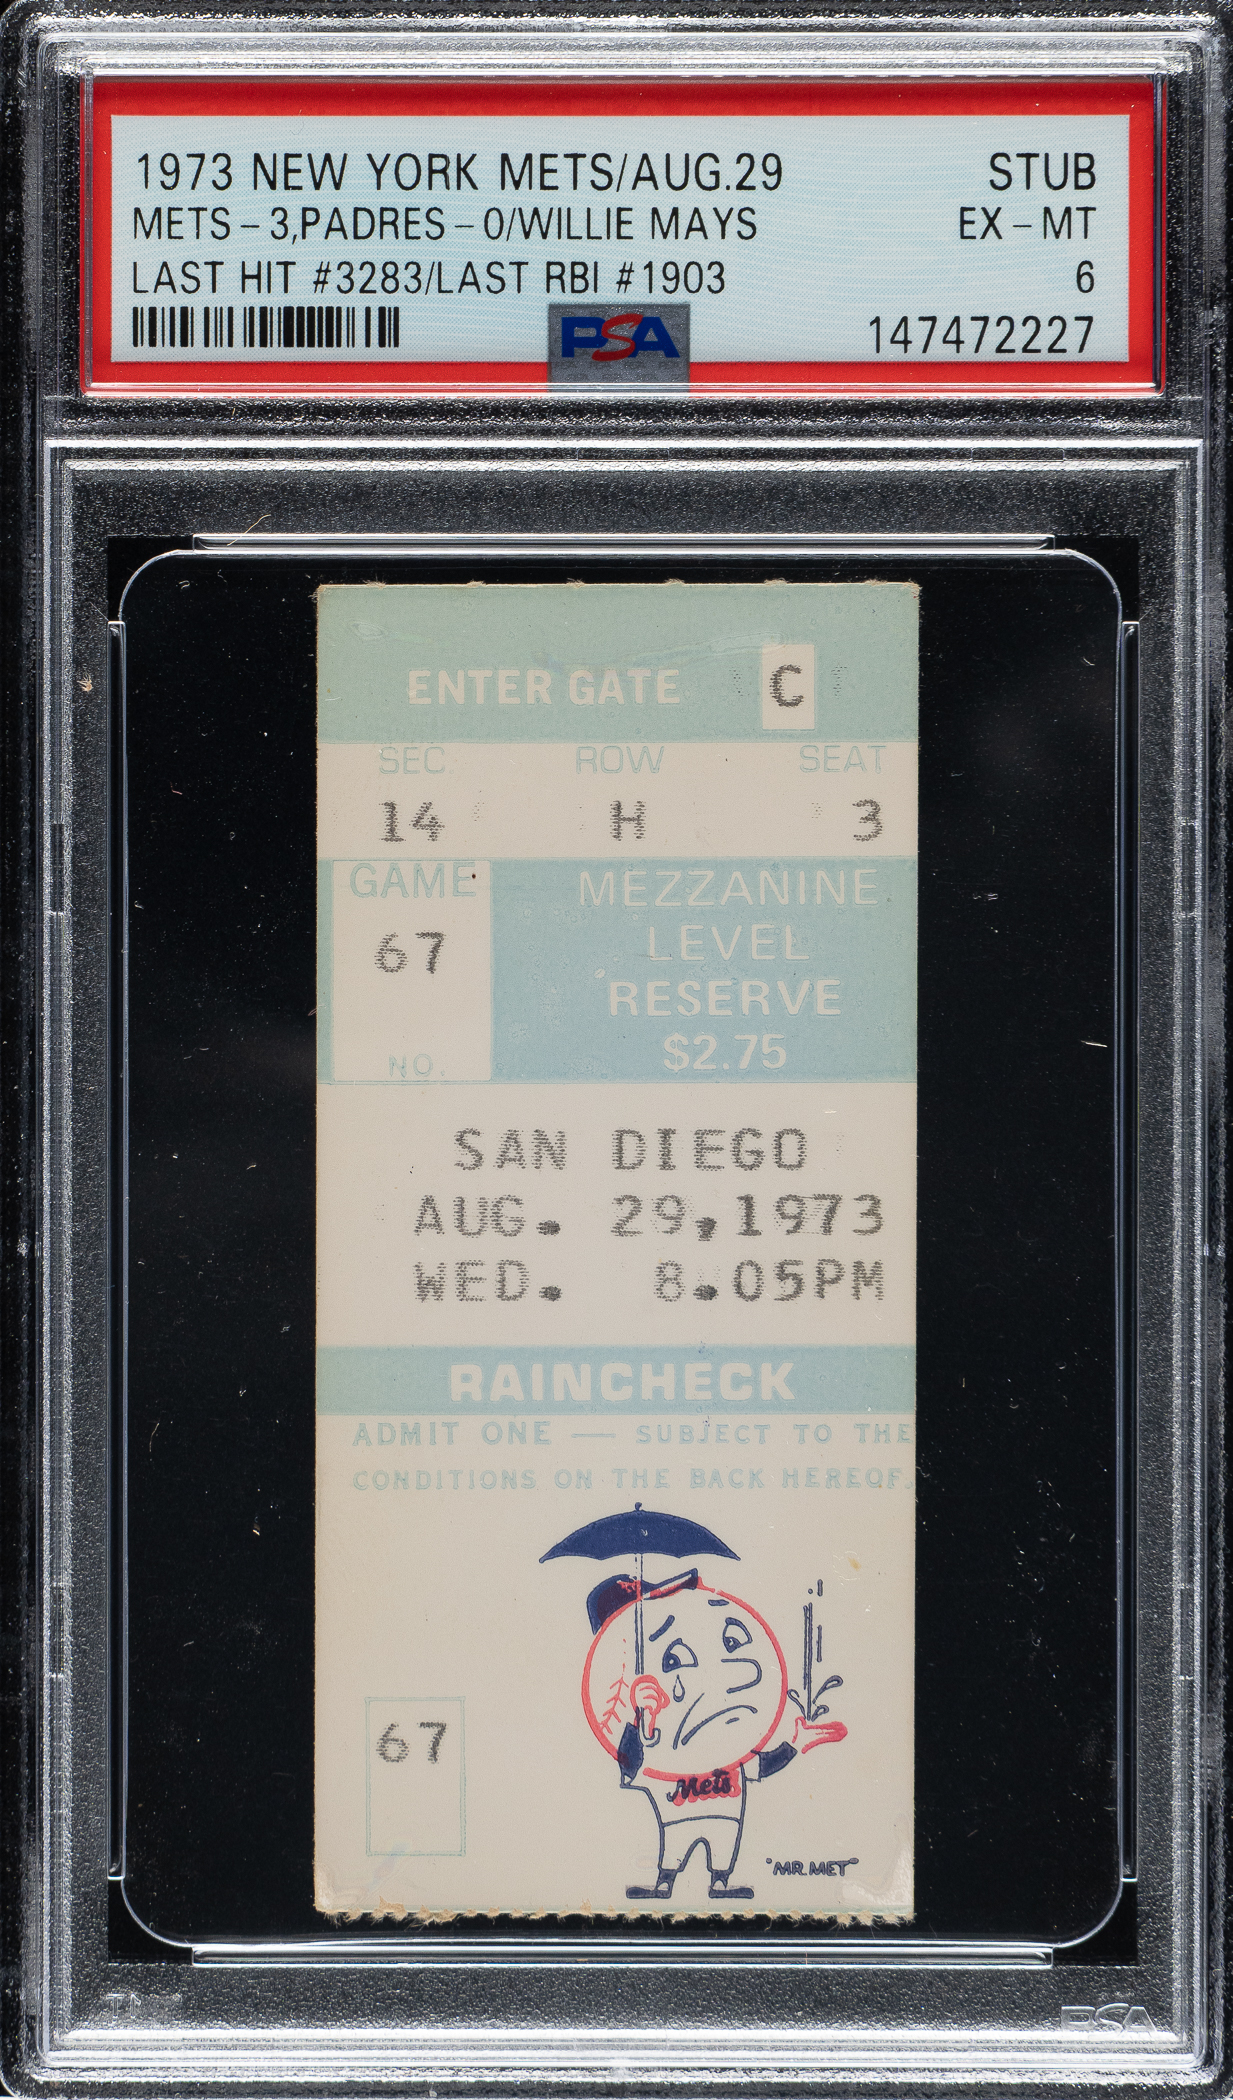 1973 NEW YORK METS/AUG.29 STUB
METS-3,PADRES-0/WILLIE MAYS EX-MT
LAST HIT #3283/LAST RBI #1903 6
PSA 147472227
ENTER GATE C
SEC. ROW SEAT
14 H 3
GAME
67
NO.
MEZZANINE
LEVEL
RESERVE
$2.75
SAN DIEGO
AUG. 29,1973
WED. 8.05PM
RAINCHECK
ADMIT ONE — SUBJECT TO THE
CONDITIONS ON THE BACK HEREOF.
67
Mets
"MR. MET"
PSA